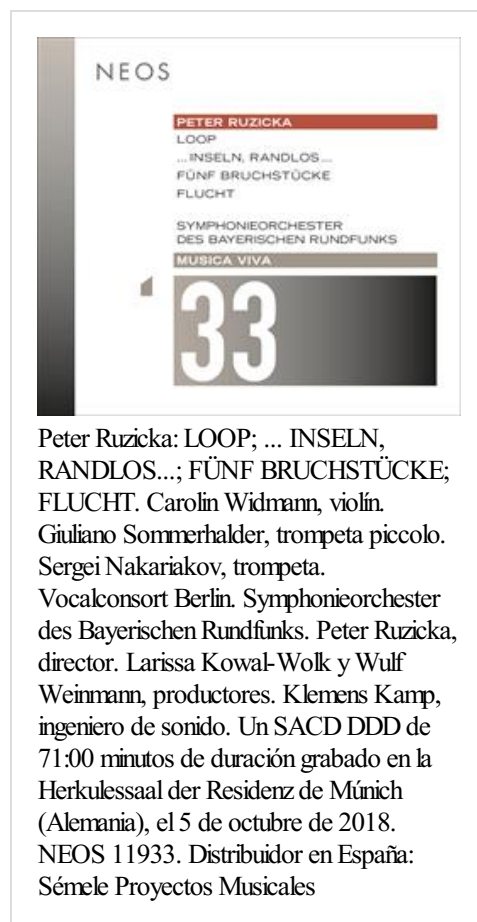 NEOS
PETER RUZICKA
LOOP
...INSELN, RANDLOS...
FÜNF BRUCHSTÜCKE
FLUCHT
SYMPHONIEORCHESTER
DES BAYERISCHEN RUNDFUNKS
MUSICA VIVA
33
Peter Ruzicka: LOOP; ... INSELN,
RANDLOS...; FÜNF BRUCHSTÜCKE;
FLUCHT. Carolin Widmann, violín.
Giuliano Sommerhalder, trompeta piccolo.
Sergei Nakariakov, trompeta.
Vocalconsort Berlin. Symphonieorchester
des Bayerischen Rundfunks. Peter Ruzicka,
director. Larissa Kowal-Wolk y Wulf
Weinmann, productores. Klemens Kamp,
ingeniero de sonido. Un SACD DDD de
71:00 minutos de duración grabado en la
Herkulessaal der Residenz de Múnich
(Alemania), el 5 de octubre de 2018.
NEOS 11933. Distribuidor en España:
Sémele Proyectos Musicales